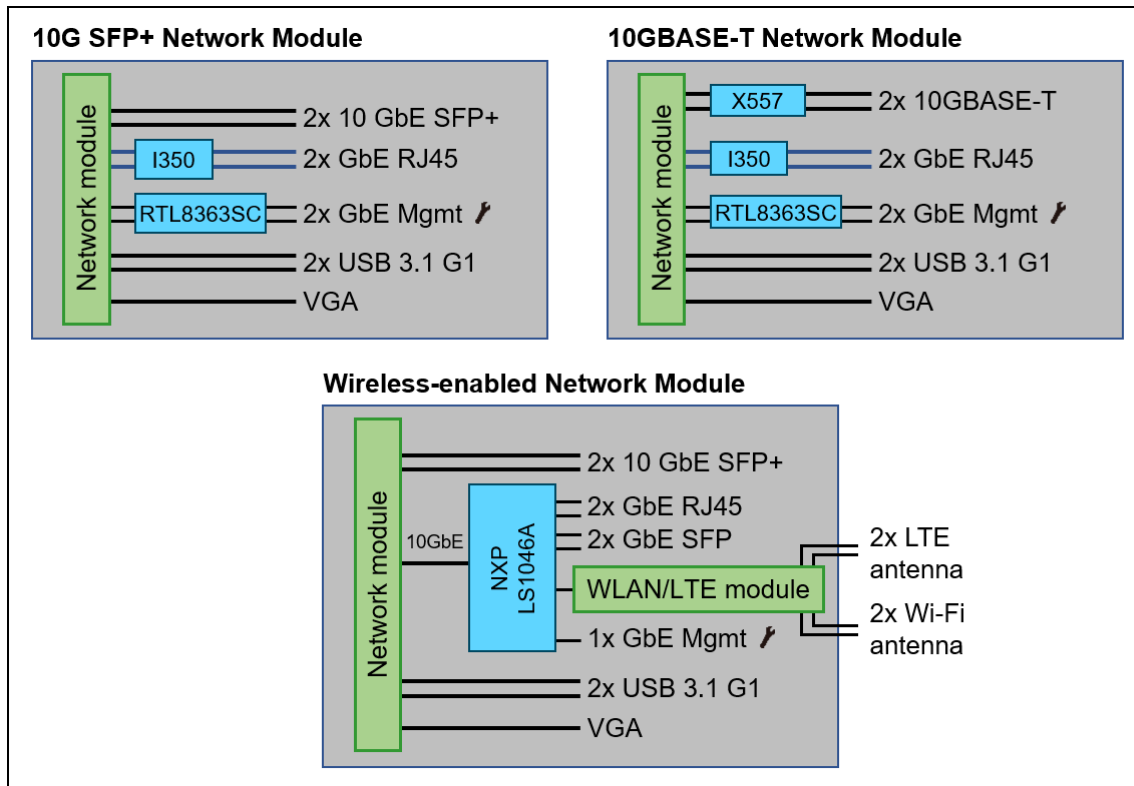 10G SFP+ Network Module
Network module
2x 10 GbE SFP+
I350
2x GbE RJ45
RTL8363SC
2x GbE Mgmt
2x USB 3.1 G1
VGA
10GBASE-T Network Module
Network module
X557
2x 10GBASE-T
I350
2x GbE RJ45
RTL8363SC
2x GbE Mgmt
2x USB 3.1 G1
VGA
Wireless-enabled Network Module
Network module
2x 10 GbE SFP+
10GbE
NXP
LS1046A
2x GbE RJ45
2x GbE SFP
WLAN/LTE module
1x GbE Mgmt
2x USB 3.1 G1
VGA
2x LTE
antenna
2x Wi-Fi
antenna